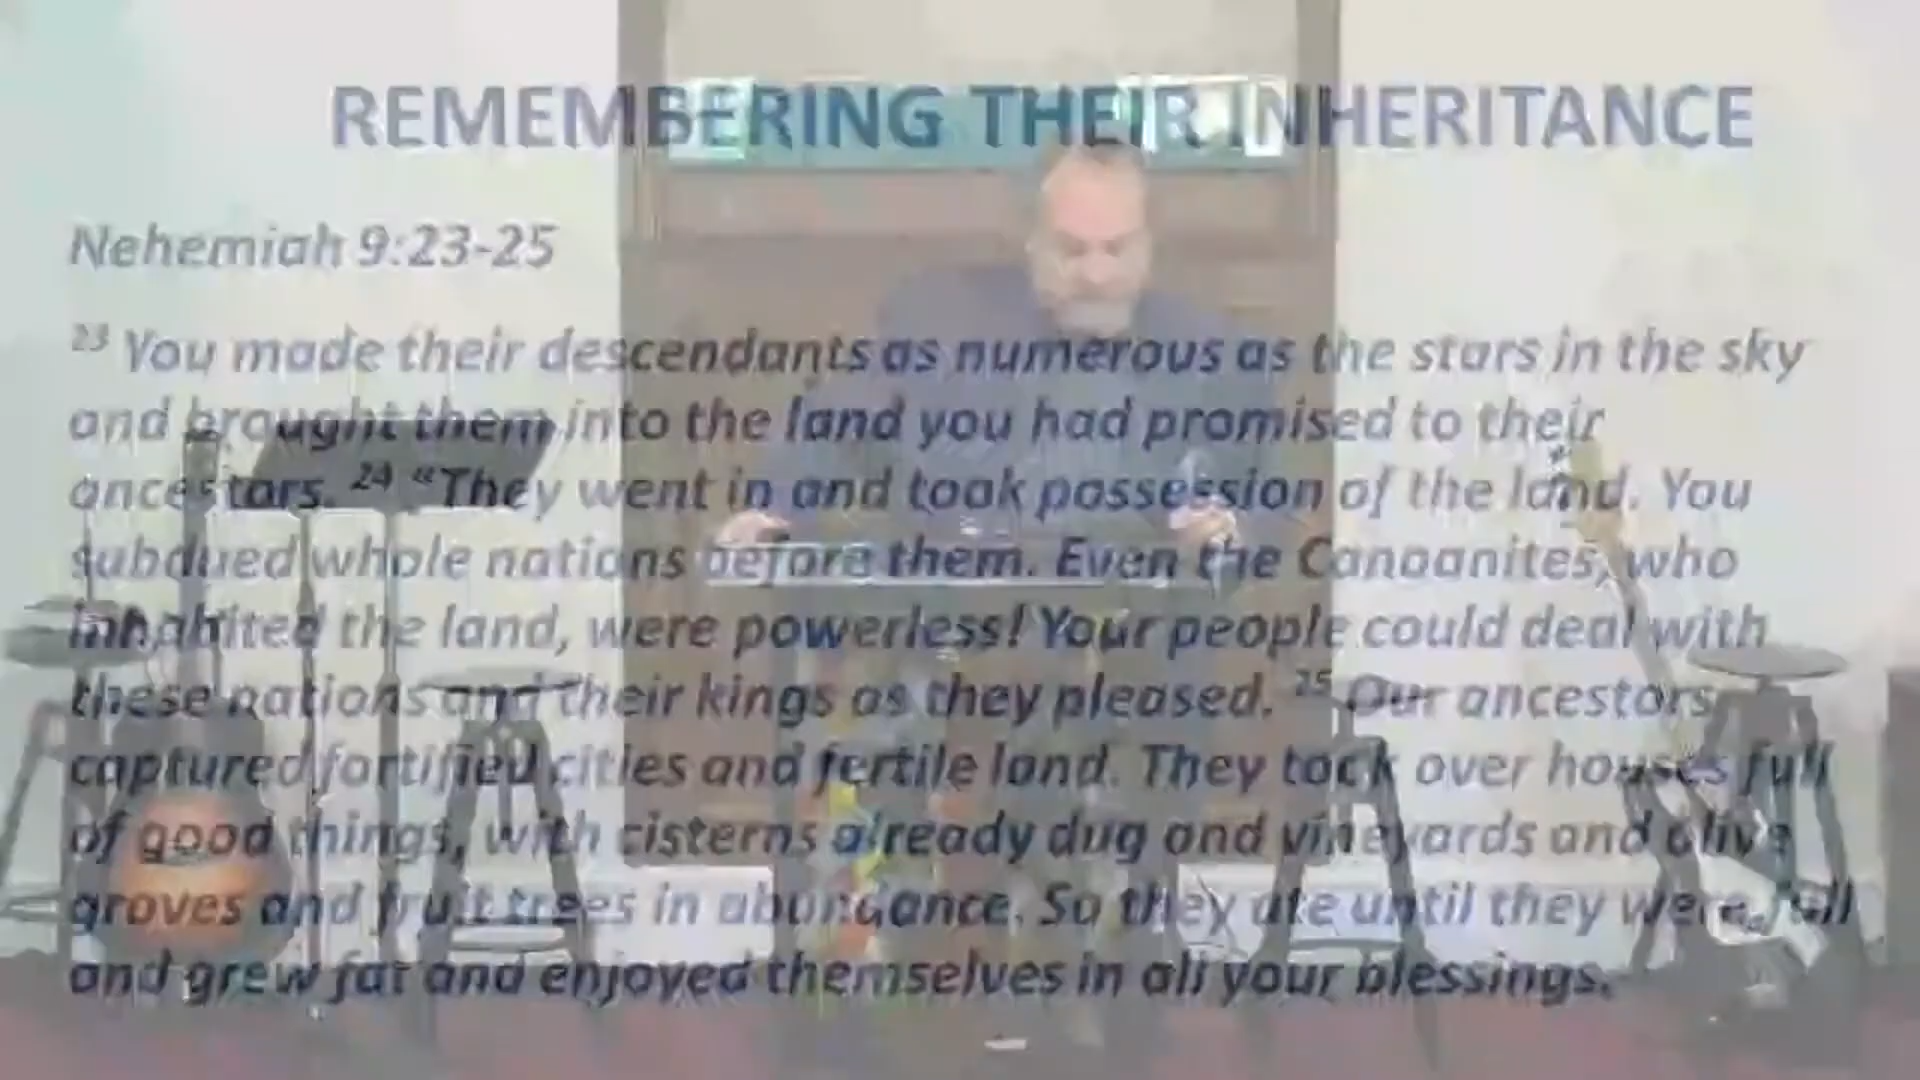 REMEMBERING THEIR INHERITANCE
Nehemiah 9:23-25
23 You made their descendants as numerous as the stars in the sky
and brought them into the land you had promised to their
ancestors. 24 “They went in and took possession of the land. You
subdued whole nations before them. Even the Canaanites, who
inhabited the land, were powerless! Your people could deal with
these nations and their kings as they pleased. 25 Our ancestors
captured fortified cities and fertile land. They took over houses full
of good things, with cisterns already dug and vineyards and olive
groves and fruit trees in abundance. So they ate until they were full
and grew fat and enjoyed themselves in all your blessings.